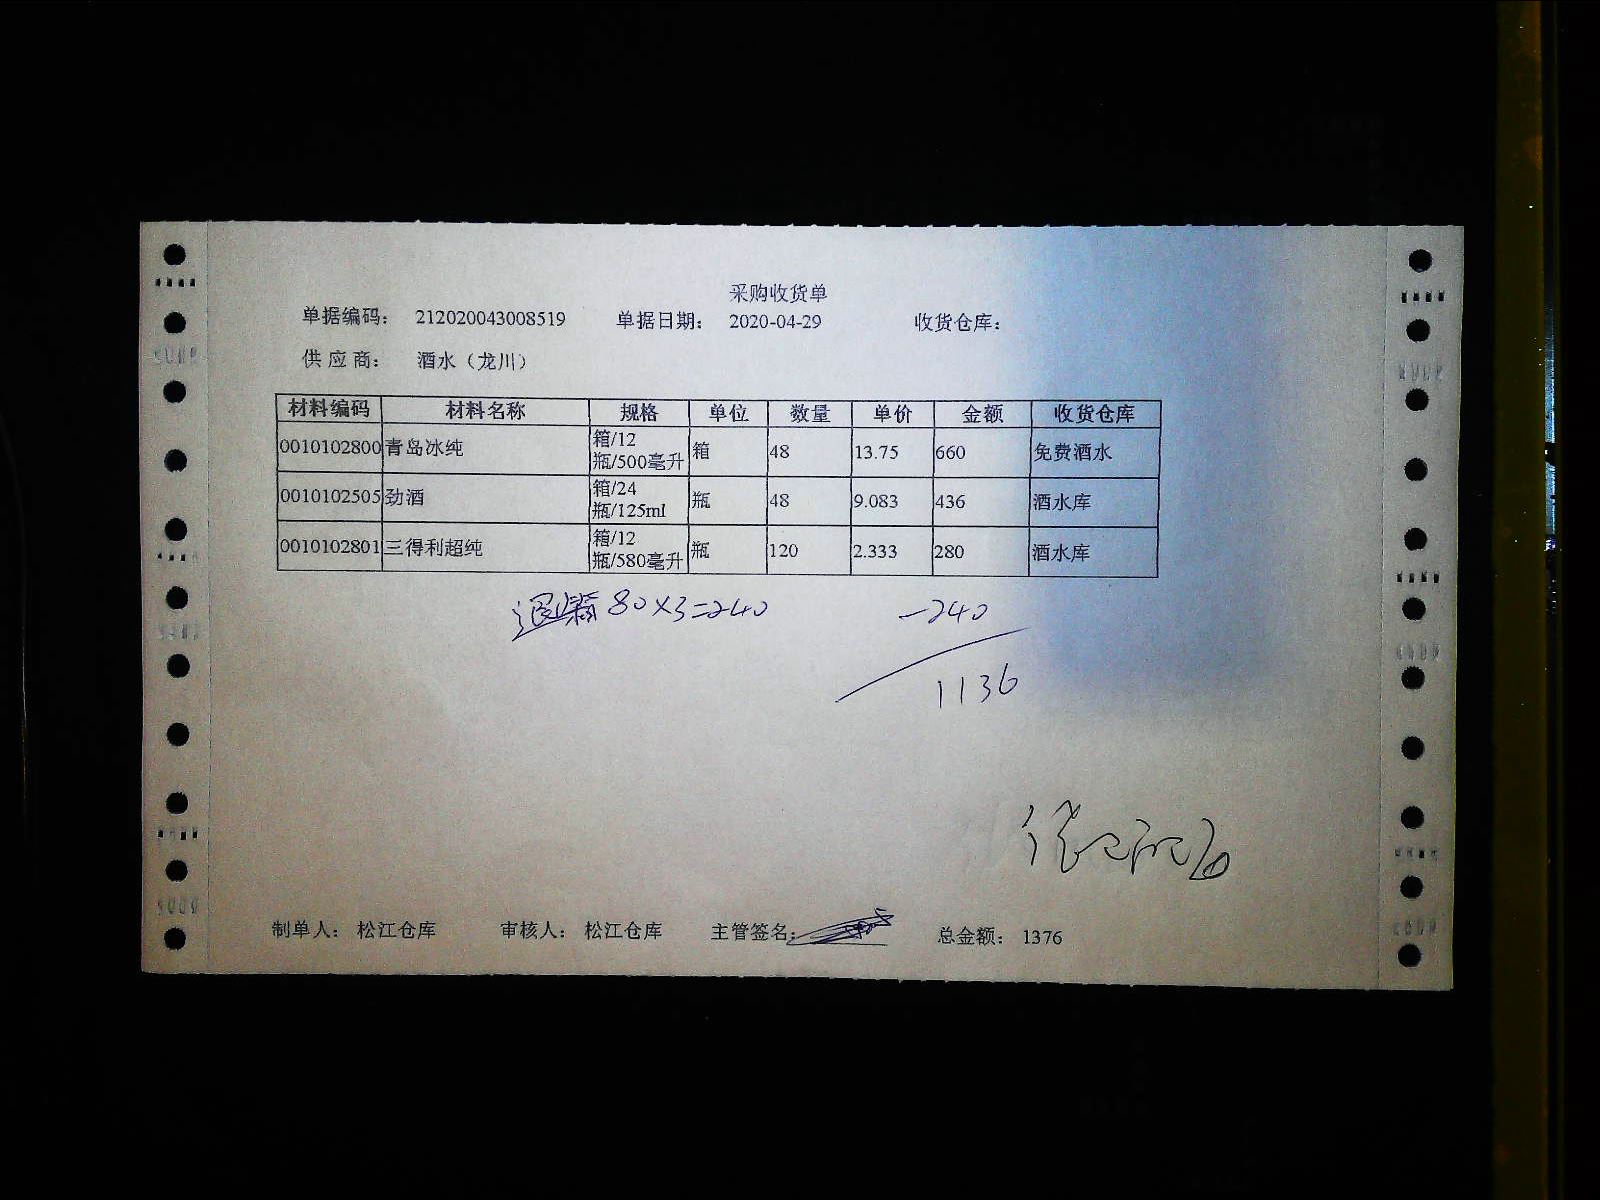 采购收货单
单据编码： 212020043008519 单据日期： 2020-04-29 收货仓库：
供 应 商： 酒水（龙川）
材料编码 材料名称 规格 单位 数量 单价 金额 收货仓库
0010102800 青岛冰纯 箱/12瓶/500毫升 箱 48 13.75 660 免费酒水
0010102505 劲酒 箱/24瓶/125ml 瓶 48 9.083 436 酒水库
0010102801 三得利超纯 箱/12瓶/580毫升 瓶 120 2.333 280 酒水库
80×3=240 -240
1136
制单人： 松江仓库 审核人： 松江仓库 主管签名： 总金额： 1376